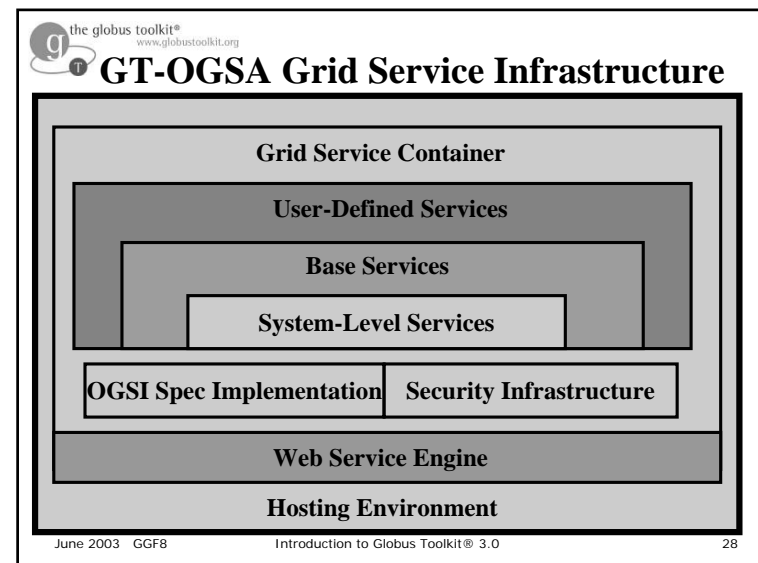 the globus toolkit®
www.globustoolkit.org
g
T
GT-OGSA Grid Service Infrastructure
Grid Service Container
User-Defined Services
Base Services
System-Level Services
OGSI Spec Implementation
Security Infrastructure
Web Service Engine
Hosting Environment
June 2003 GGF8
Introduction to Globus Toolkit® 3.0
28